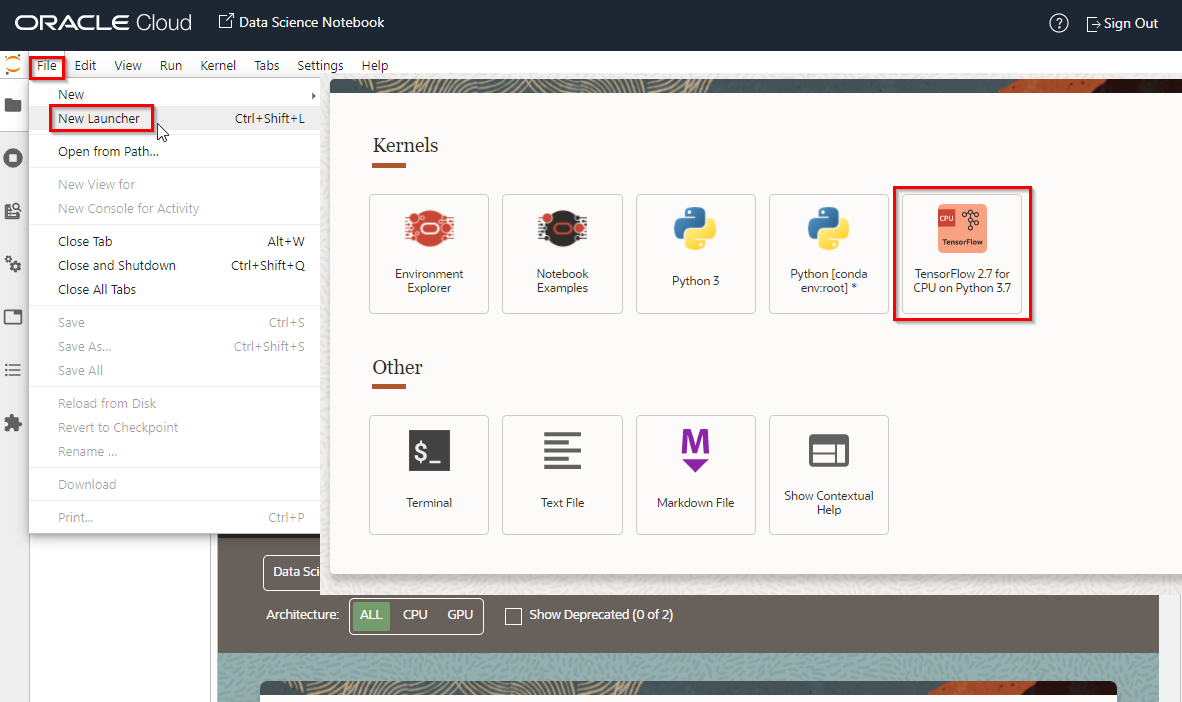 ORACLE Cloud Data Science Notebook ? Sign Out
File Edit View Run Kernel Tabs Settings Help
New
New Launcher Ctrl+Shift+L
Open from Path...
New View for
New Console for Activity
Close Tab Alt+W
Close and Shutdown Ctrl+Shift+Q
Close All Tabs
Save Ctrl+S
Save As... Ctrl+Shift+S
Save All
Reload from Disk
Revert to Checkpoint
Rename ...
Download
Print... Ctrl+P
Kernels
Environment
Explorer
Notebook
Examples
Python 3
Python [conda
env:root] *
CPU
TensorFlow
TensorFlow 2.7 for
CPU on Python 3.7
Other
$_
Terminal
Text File
M
Markdown File
Show Contextual
Help
Data Sci
Architecture: ALL CPU GPU Show Deprecated (0 of 2)